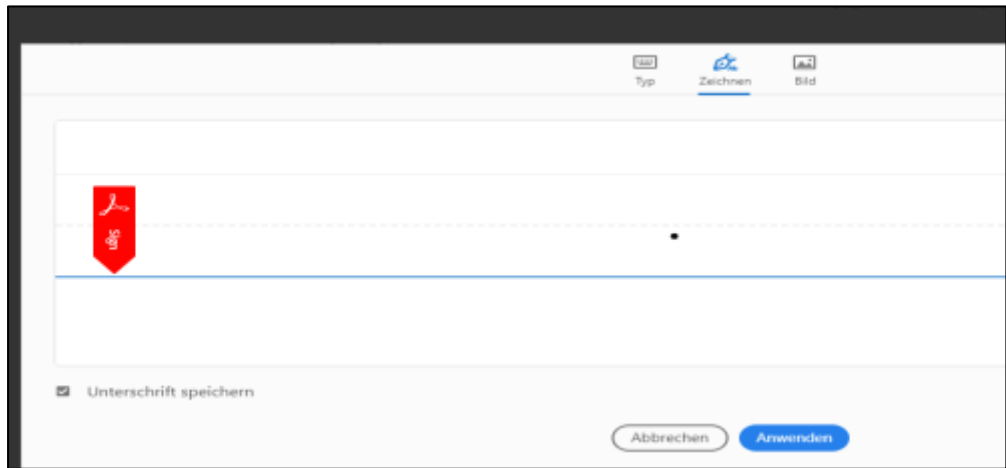 Typ Zeichnen Bild
Sign
Unterschrift speichern
Abbrechen Anwenden